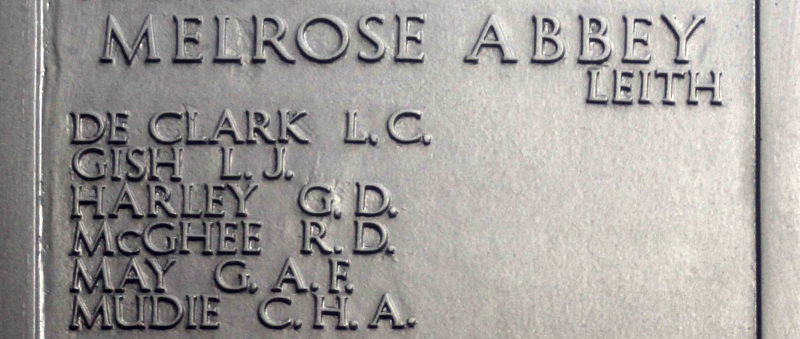 MELROSE ABBEY
LEITH
DE CLARK L. C.
GISH L. J.
HARLEY G. D.
McGHEE R. D.
MAY G. A. F.
MUDIE C. H. A.